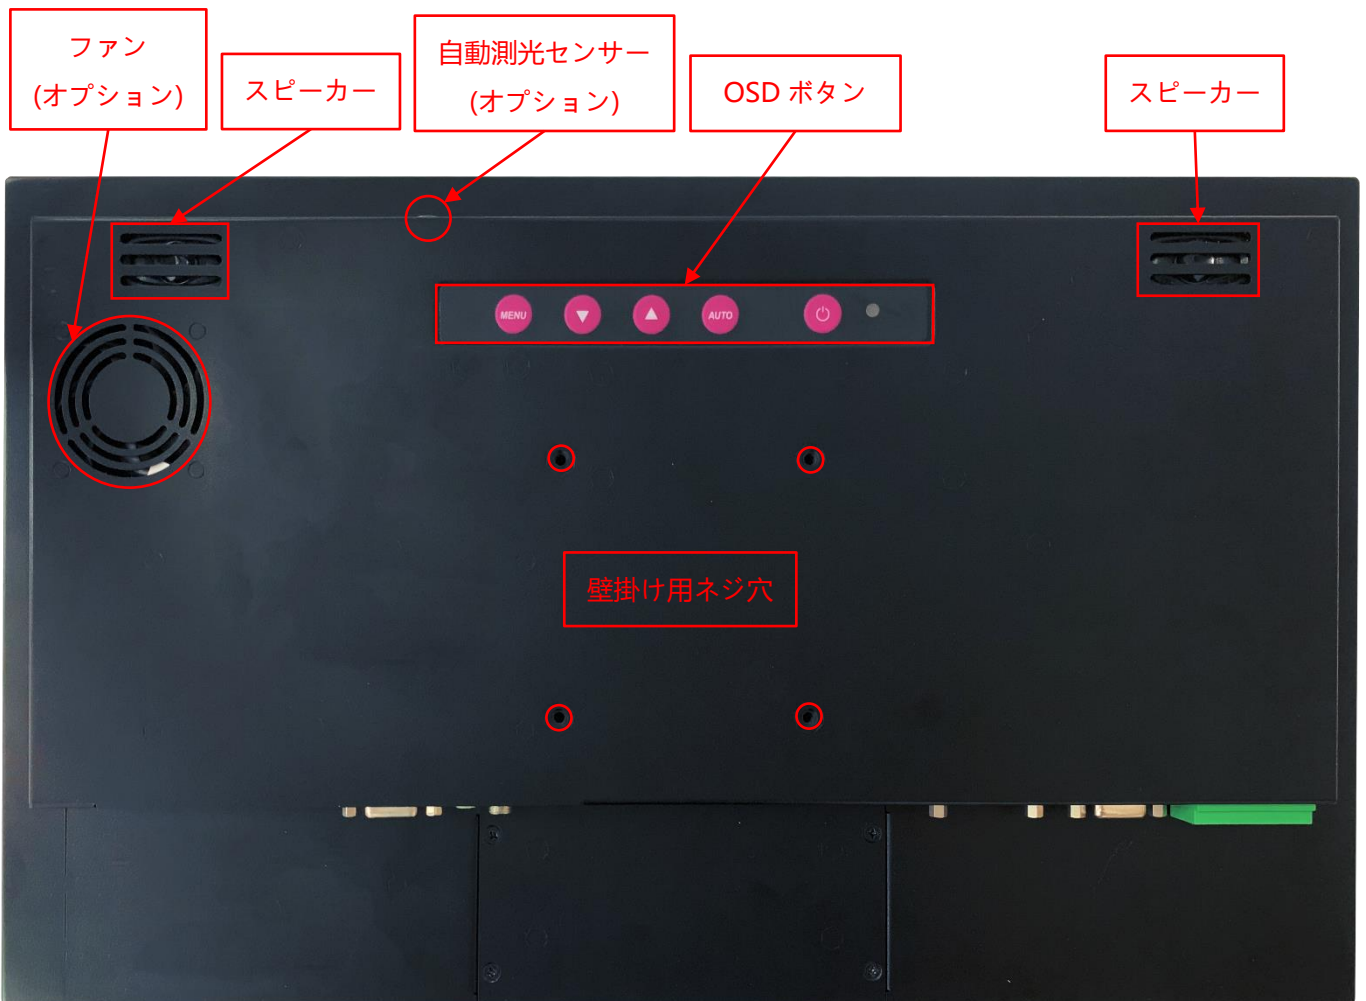 ファン
(オプション)
スピーカー
自動測光センサー
(オプション)
OSD ボタン
スピーカー
MENU
AUTO
壁掛け用ネジ穴